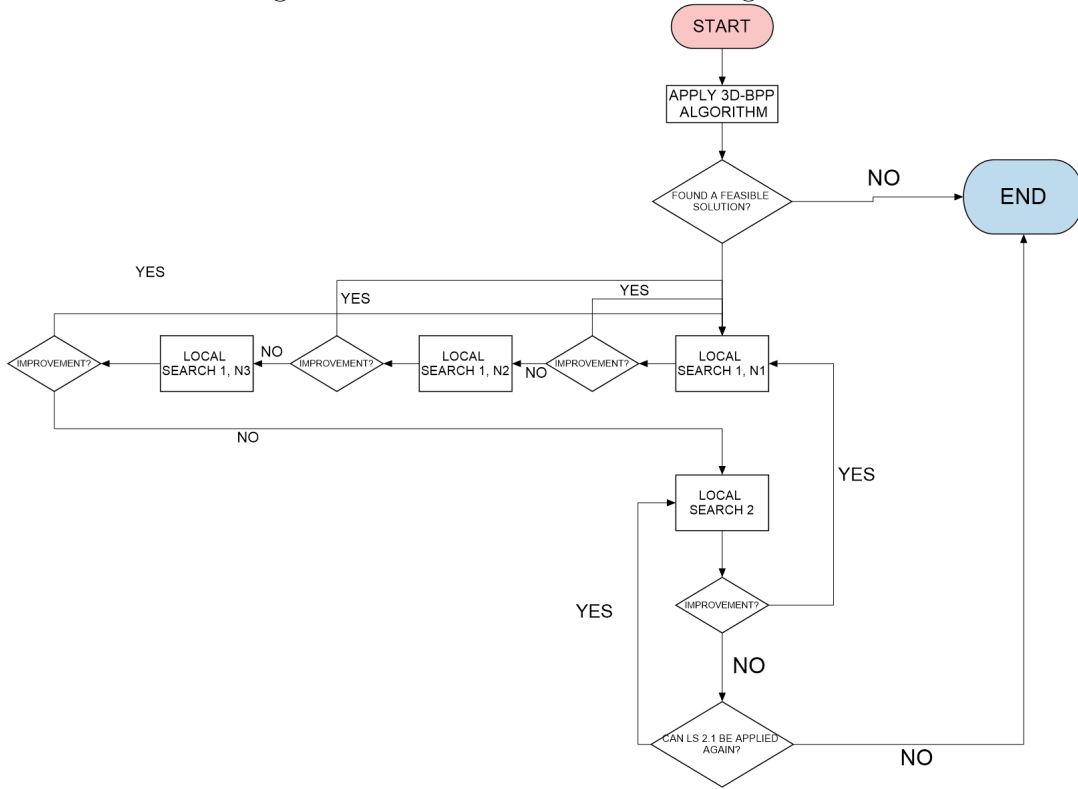 START
APPLY 3D-BPP
ALGORITHM
FOUND A FEASIBLE
SOLUTION?
NO
END
YES
YES
YES
IMPROVEMENT?
LOCAL
SEARCH 1, N3
NO
IMPROVEMENT?
LOCAL
SEARCH 1, N2
NO
IMPROVEMENT?
LOCAL
SEARCH 1, N1
NO
YES
LOCAL
SEARCH 2
YES
IMPROVEMENT?
NO
CAN LS 2.1 BE APPLIED
AGAIN?
NO